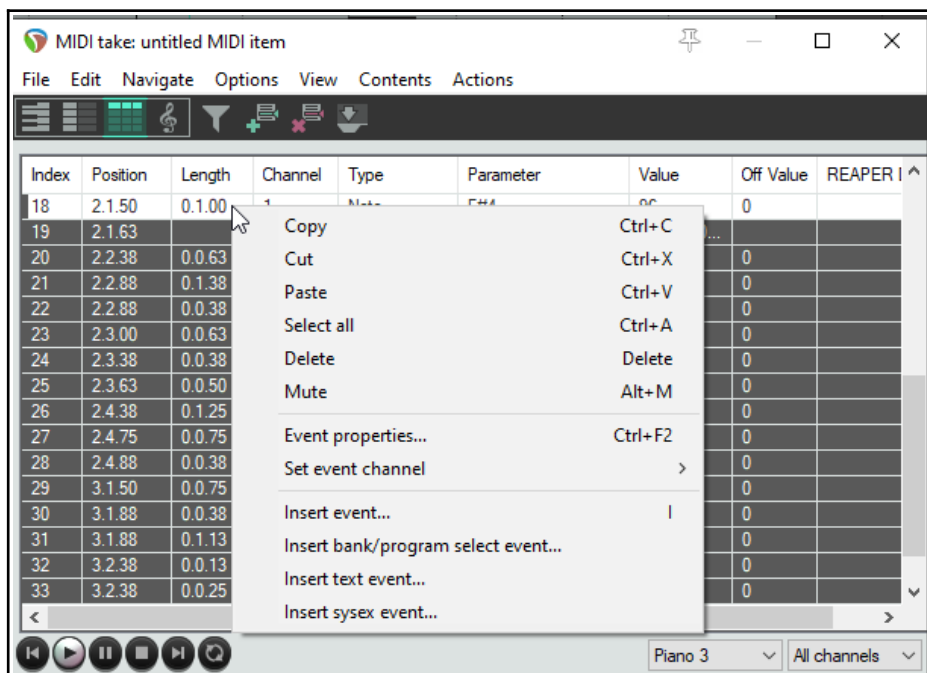 MIDI take: untitled MIDI item
File Edit Navigate Options View Contents Actions
Index Position Length Channel Type Parameter Value Off Value REAPER
18 2.1.50 0.1.00 1 Note F#4 96 0
19 2.1.63
20 2.2.38 0.0.63 0
21 2.2.88 0.1.38 0
22 2.2.88 0.0.38 0
23 2.3.00 0.0.63 0
24 2.3.38 0.0.38 0
25 2.3.63 0.0.50 0
26 2.4.38 0.1.25 0
27 2.4.75 0.0.75 0
28 2.4.88 0.0.38 0
29 3.1.50 0.0.75 0
30 3.1.88 0.0.38 0
31 3.1.88 0.1.13 0
32 3.2.38 0.0.13 0
33 3.2.38 0.0.25 0
Copy Ctrl+C
Cut Ctrl+X
Paste Ctrl+V
Select all Ctrl+A
Delete Delete
Mute Alt+M
Event properties... Ctrl+F2
Set event channel >
Insert event... I
Insert bank/program select event...
Insert text event...
Insert sysex event...
Piano 3 All channels